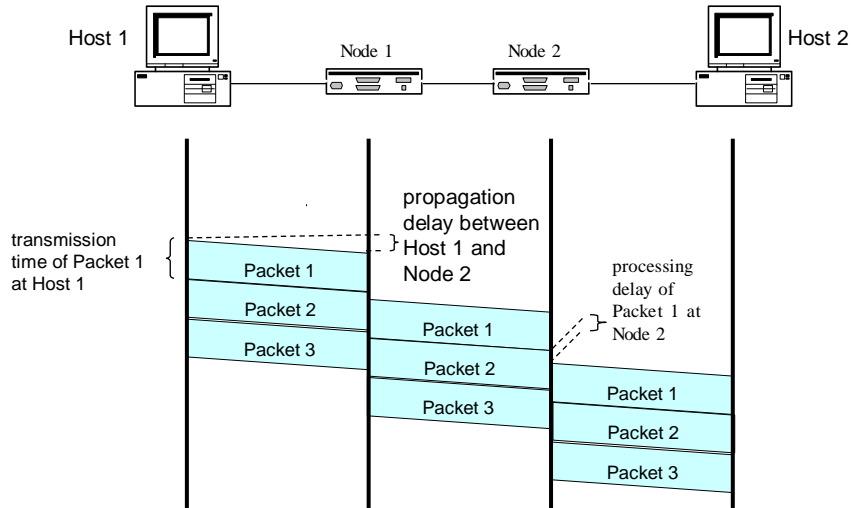 Host 1
Node 1
Node 2
Host 2
propagation
delay between
Host 1 and
Node 2
transmission
time of Packet 1
at Host 1
processing
delay of
Packet 1 at
Node 2
Packet 1
Packet 2
Packet 3
Packet 1
Packet 2
Packet 3
Packet 1
Packet 2
Packet 3